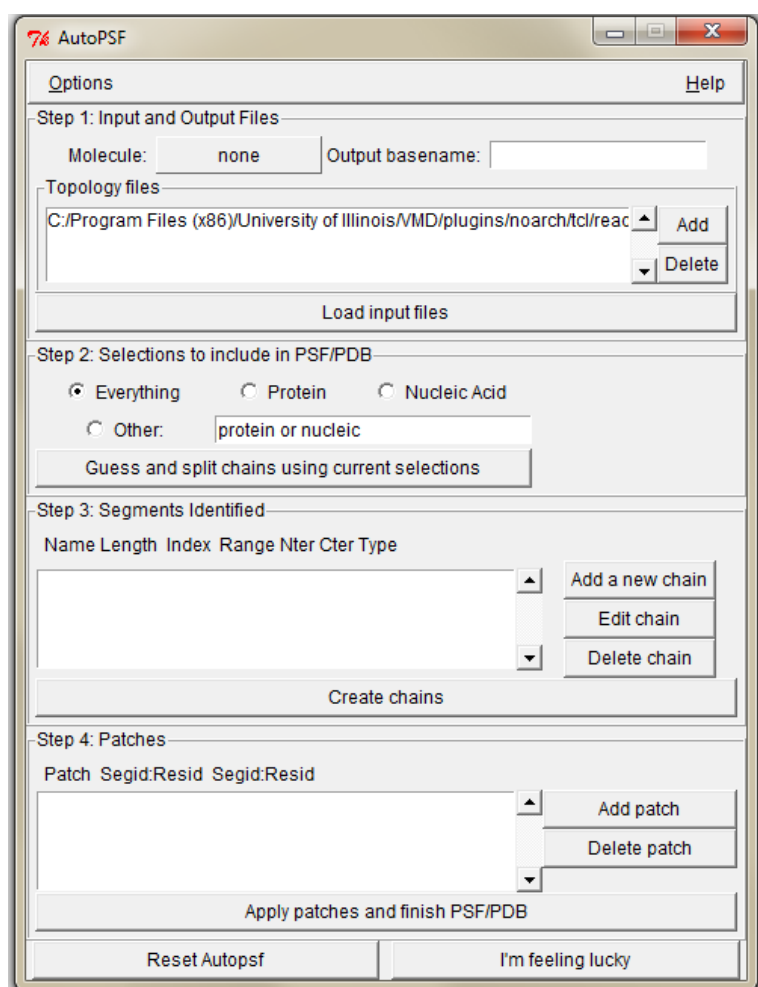 AutoPSF
Options Help
Step 1: Input and Output Files
Molecule: none Output basename:
Topology files
C:/Program Files (x86)/University of Illinois/VMD/plugins/noarch/tcl/read
Add
Delete
Load input files
Step 2: Selections to include in PSF/PDB
Everything Protein Nucleic Acid
Other: protein or nucleic
Guess and split chains using current selections
Step 3: Segments Identified
Name Length Index Range Nter Cter Type
Add a new chain
Edit chain
Delete chain
Create chains
Step 4: Patches
Patch Segid:Resid Segid:Resid
Add patch
Delete patch
Apply patches and finish PSF/PDB
Reset Autopsf I'm feeling lucky